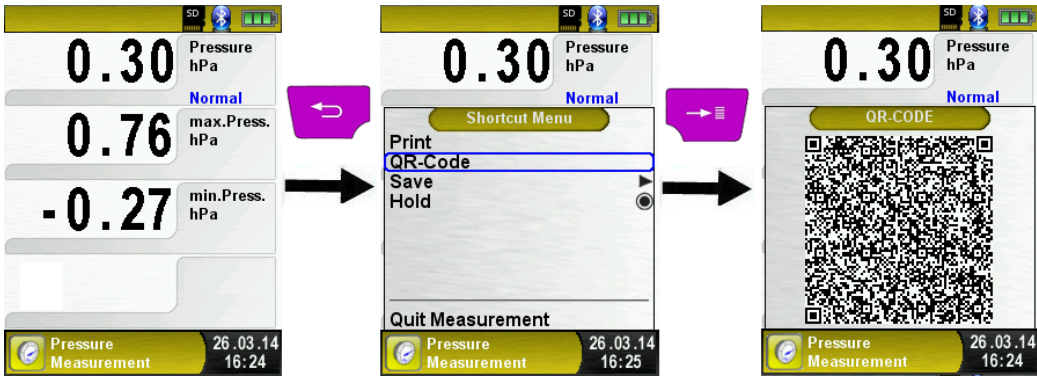 SD
0.30
Pressure
hPa
Normal
0.76
max.Press.
hPa
-0.27
min.Press.
hPa
Pressure
Measurement
26.03.14
16:24
SD
0.30
Pressure
hPa
Normal
Shortcut Menu
Print
QR-Code
Save
Hold
Quit Measurement
Pressure
Measurement
26.03.14
16:25
SD
0.30
Pressure
hPa
Normal
QR-CODE
Pressure
Measurement
26.03.14
16:24